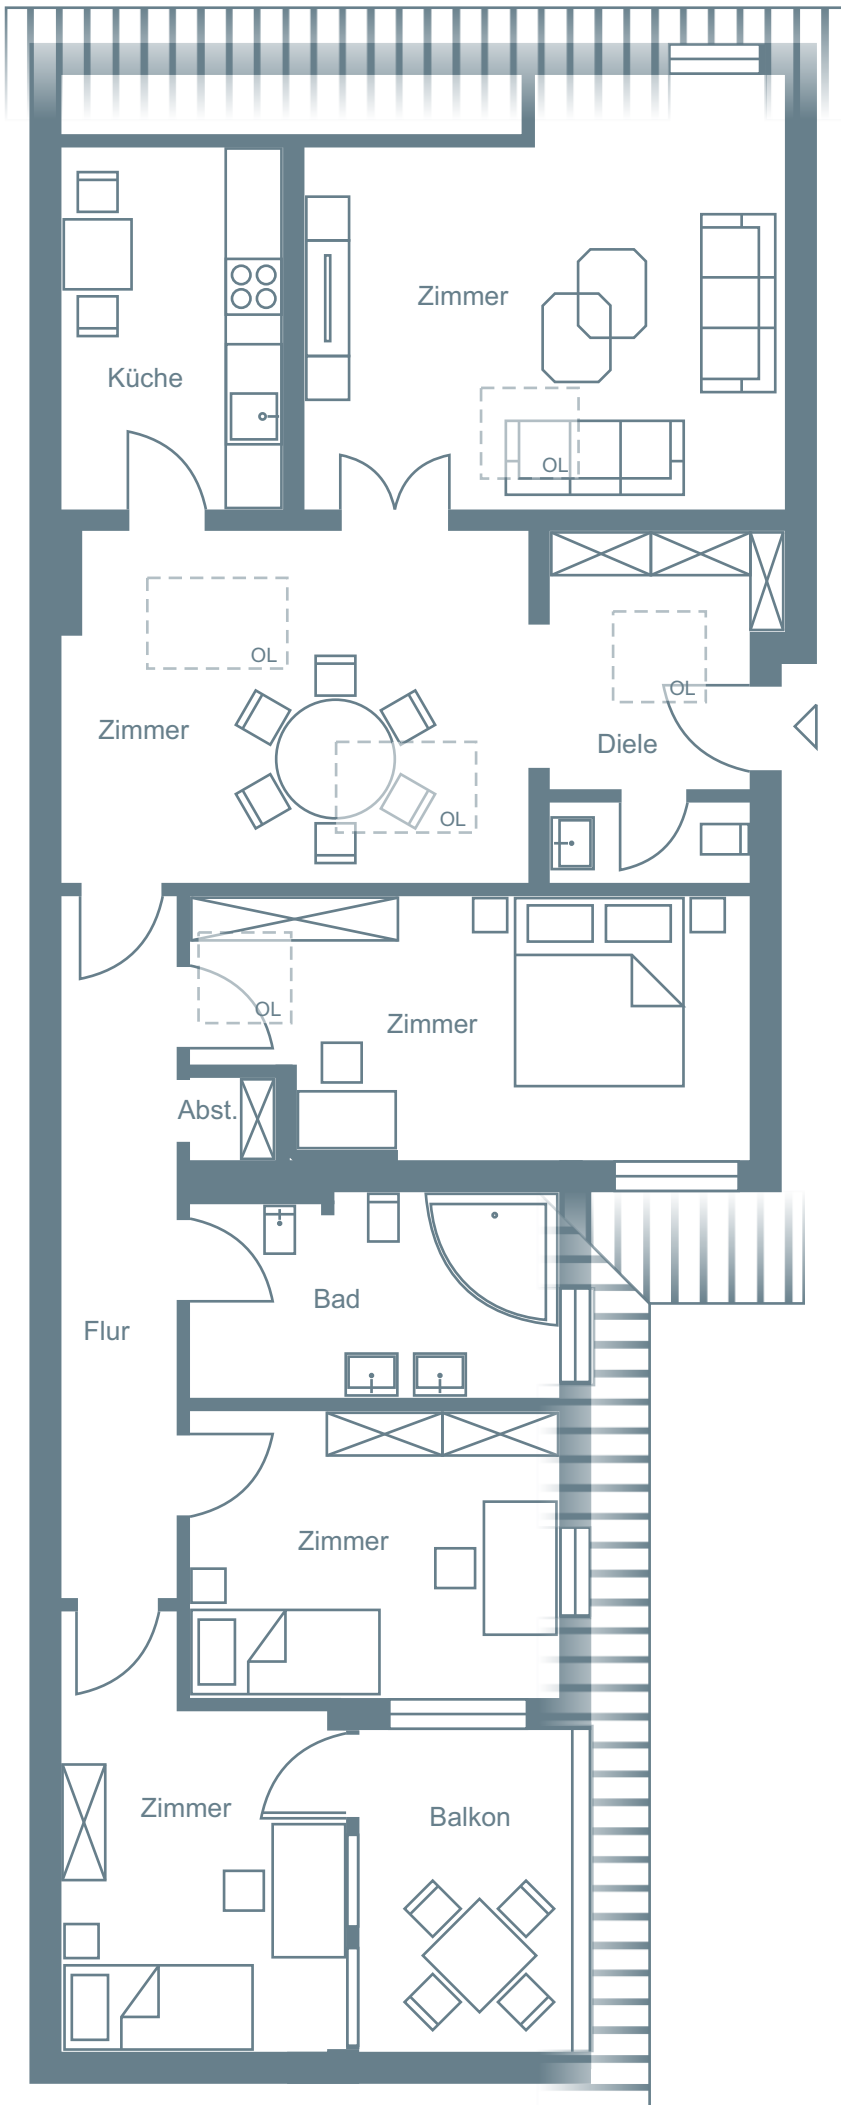 Zimmer
Küche
OL
OL
OL
Zimmer
Diele
OL
OL
Zimmer
Abst.
Bad
Flur
Zimmer
Zimmer
Balkon